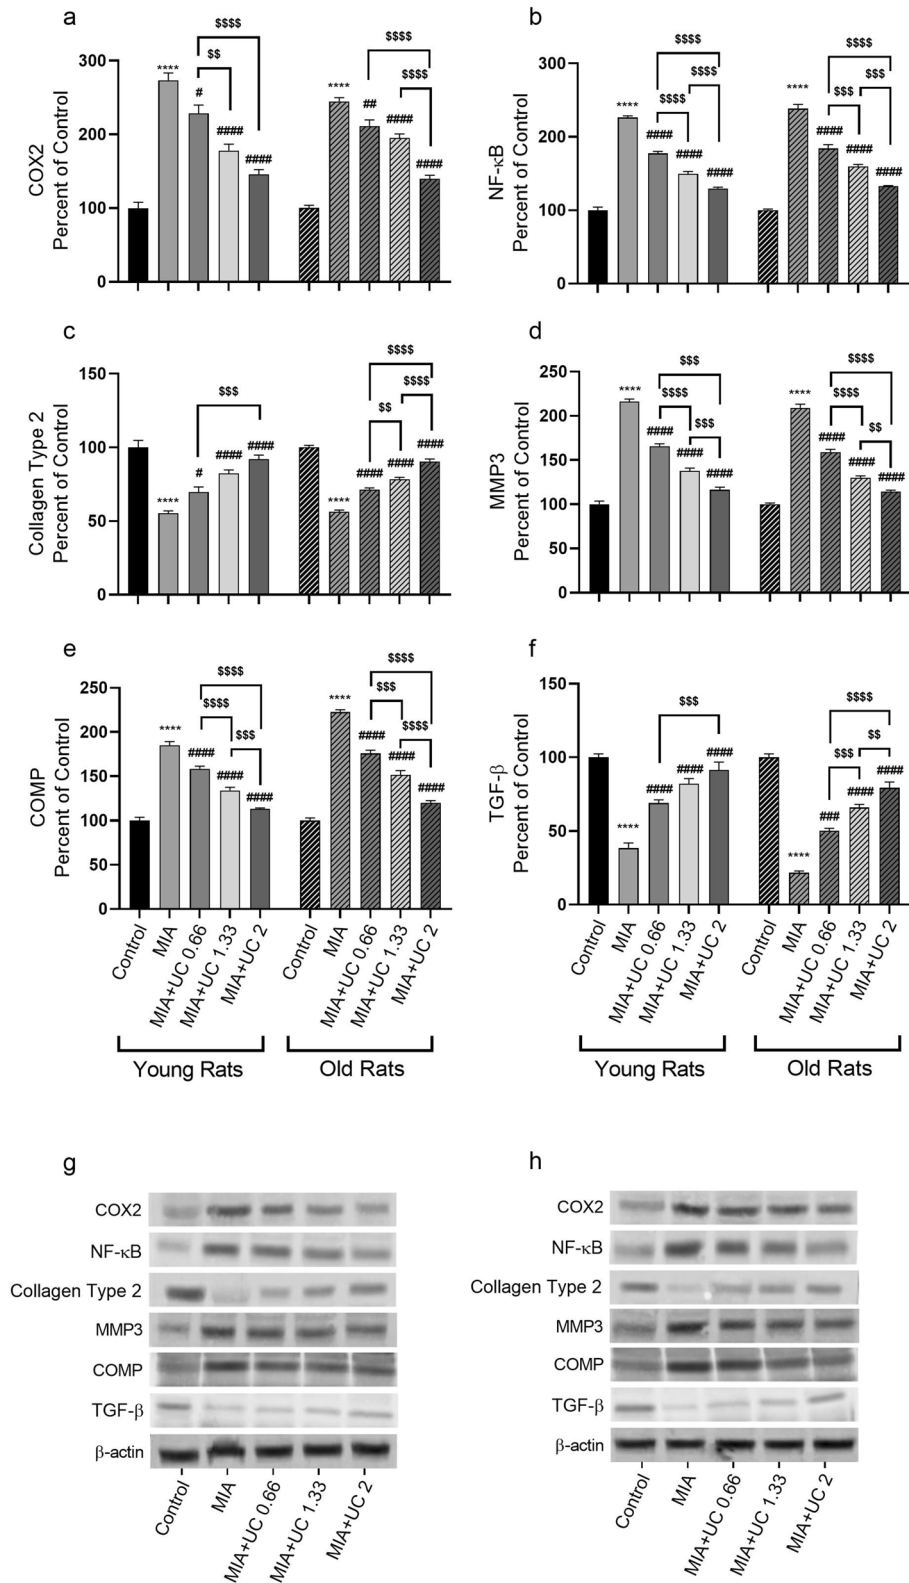 a
COX2
Percent of Control
300
200
100
0
****
#
####
####
$$
$$$$
****
##
####
####
$$$$
$$$$
b
NF-κB
Percent of Control
300
200
100
0
****
####
####
####
$$$$
$$$$
$$$$
****
####
####
####
$$$
$$$
$$$$
c
Collagen Type 2
Percent of Control
150
100
50
0
****
#
####
####
$$$
****
####
####
####
$$
$$$$
$$$$
d
MMP3
Percent of Control
250
200
150
100
50
0
****
####
####
####
$$$$
$$$
$$$
****
####
####
####
$$$$
$$
$$$$
e
COMP
Percent of Control
250
200
150
100
50
0
****
####
####
####
$$$$
$$$
$$$$
****
####
####
####
$$$
$$$$
$$$$
Control
MIA
MIA+UC 0.66
MIA+UC 1.33
MIA+UC 2
Control
MIA
MIA+UC 0.66
MIA+UC 1.33
MIA+UC 2
Young Rats
Old Rats
f
TGF-β
Percent of Control
150
100
50
0
****
####
####
####
$$$
****
###
####
####
$$$
$$
$$$$
Control
MIA
MIA+UC 0.66
MIA+UC 1.33
MIA+UC 2
Control
MIA
MIA+UC 0.66
MIA+UC 1.33
MIA+UC 2
Young Rats
Old Rats
g
COX2
NF-κB
Collagen Type 2
MMP3
COMP
TGF-β
β-actin
Control
MIA
MIA+UC 0.66
MIA+UC 1.33
MIA+UC 2
h
COX2
NF-κB
Collagen Type 2
MMP3
COMP
TGF-β
β-actin
Control
MIA
MIA+UC 0.66
MIA+UC 1.33
MIA+UC 2